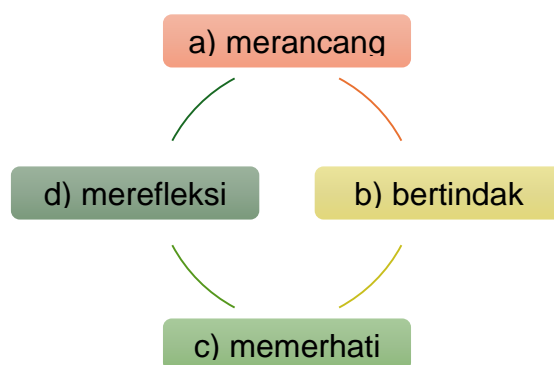 a) merancang
d) merefleksi
b) bertindak
c) memerhati